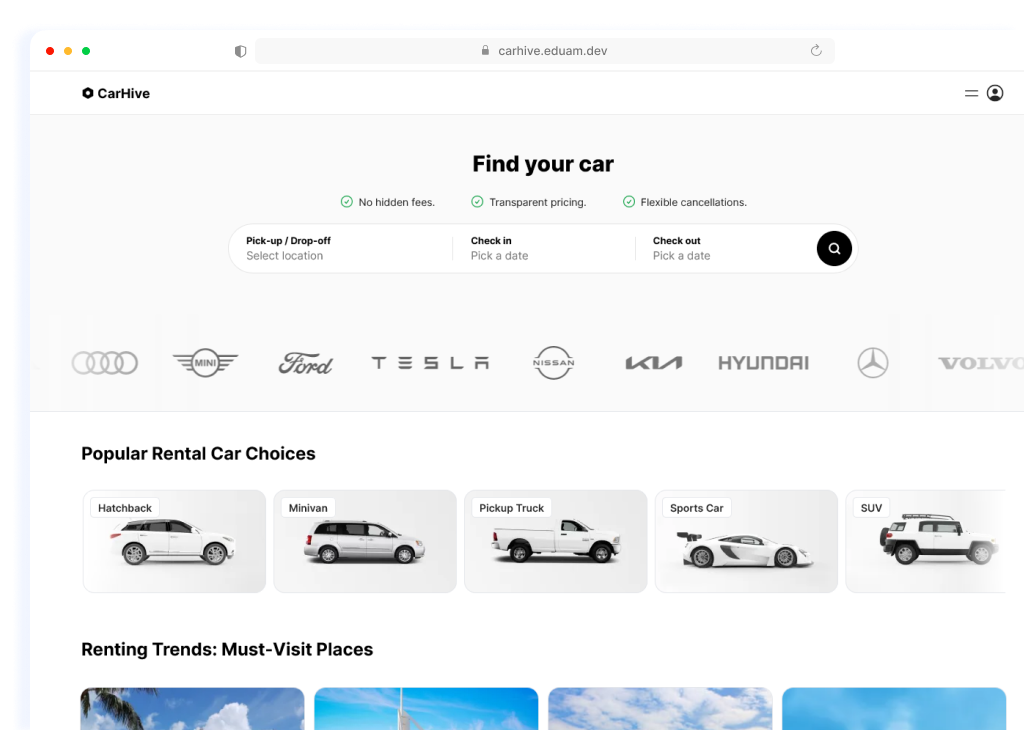 carhive.eduam.dev
CarHive
Find your car
No hidden fees.
Transparent pricing.
Flexible cancellations.
Pick-up / Drop-off
Select location
Check in
Pick a date
Check out
Pick a date
MINI
Ford
TESLA
NISSAN
KIA
HYUNDAI
VOLVO
Popular Rental Car Choices
Hatchback
Minivan
Pickup Truck
Sports Car
SUV
Renting Trends: Must-Visit Places